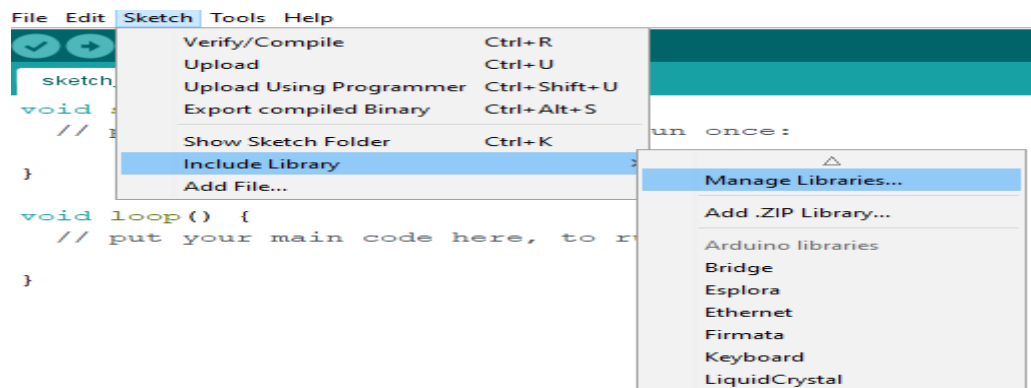 File Edit Sketch Tools Help
Verify/Compile Ctrl+R
Upload Ctrl+U
Upload Using Programmer Ctrl+Shift+U
Export compiled Binary Ctrl+Alt+S
Show Sketch Folder Ctrl+K
Include Library >
Add File...
Manage Libraries...
Add .ZIP Library...
Arduino libraries
Bridge
Esplora
Ethernet
Firmata
Keyboard
LiquidCrystal
sketch_
void
//
un once:
}
void loop() {
// put your main code here, to r
}